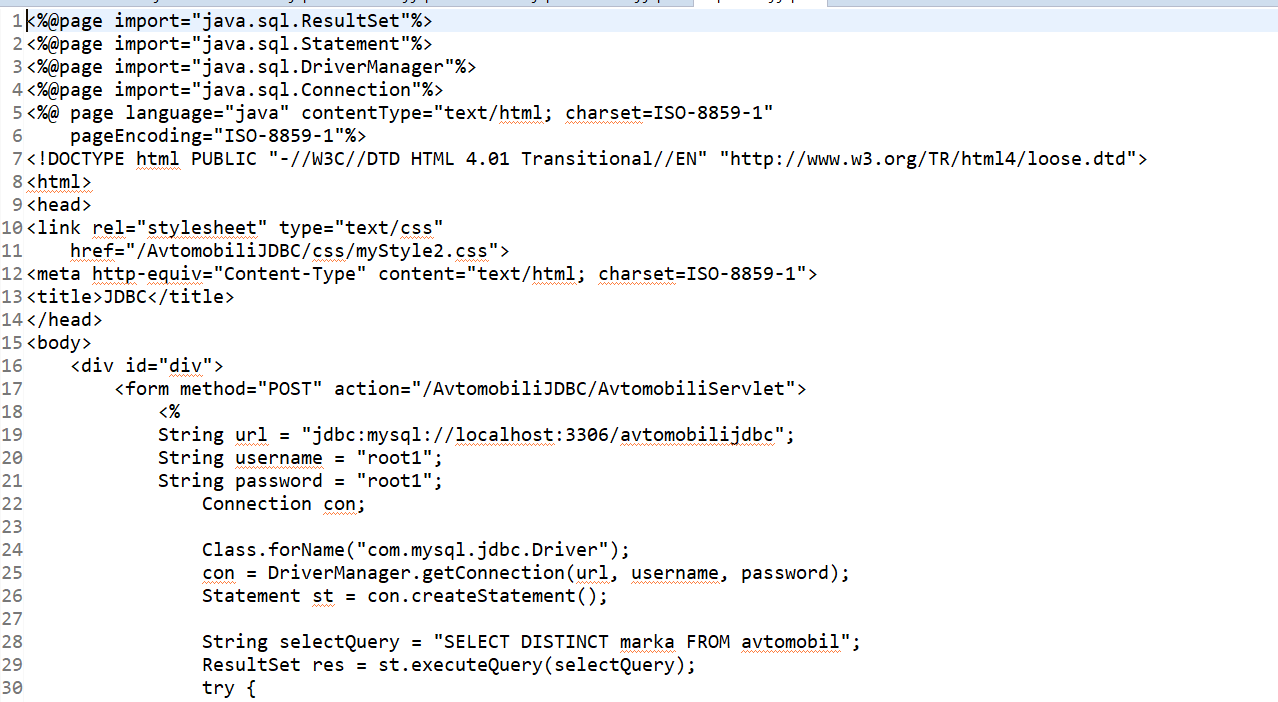 1<%@page import="java.sql.ResultSet"%>
2<%@page import="java.sql.Statement"%>
3<%@page import="java.sql.DriverManager"%>
4<%@page import="java.sql.Connection"%>
5<%@ page language="java" contentType="text/html; charset=ISO-8859-1"
6    pageEncoding="ISO-8859-1"%>
7<!DOCTYPE html PUBLIC "-//W3C//DTD HTML 4.01 Transitional//EN" "http://www.w3.org/TR/html4/loose.dtd">
8<html>
9<head>
10<link rel="stylesheet" type="text/css"
11    href="/AvtomobiliJDBC/css/myStyle2.css">
12<meta http-equiv="Content-Type" content="text/html; charset=ISO-8859-1">
13<title>JDBC</title>
14</head>
15<body>
16    <div id="div">
17        <form method="POST" action="/AvtomobiliJDBC/AvtomobiliServlet">
18            <%
19            String url = "jdbc:mysql://localhost:3306/avtomobilijdbc";
20            String username = "root1";
21            String password = "root1";
22                Connection con;
23
24                Class.forName("com.mysql.jdbc.Driver");
25                con = DriverManager.getConnection(url, username, password);
26                Statement st = con.createStatement();
27
28                String selectQuery = "SELECT DISTINCT marka FROM avtomobil";
29                ResultSet res = st.executeQuery(selectQuery);
30                try {